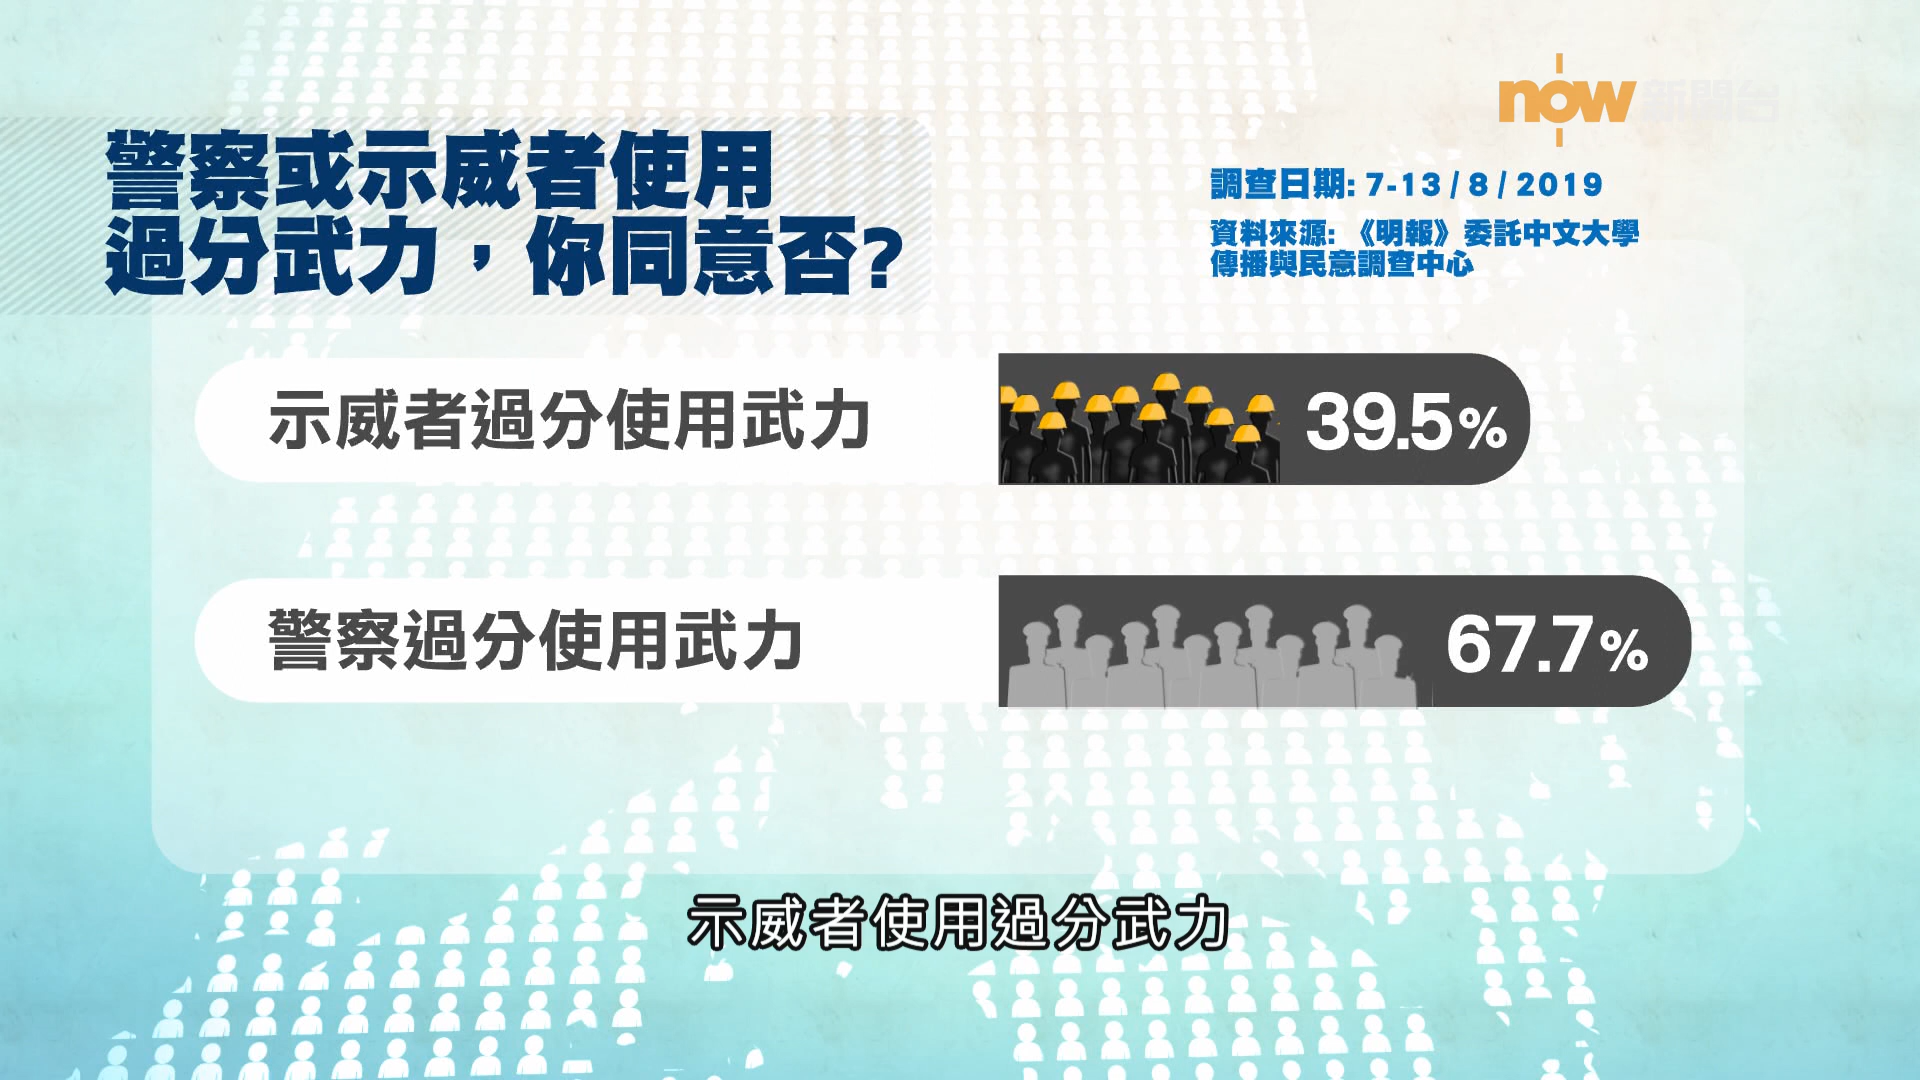 now 新聞台
警察或示威者使用
過分武力，你同意否?
調查日期: 7-13/8/2019
資料來源: 《明報》委託中文大學
傳播與民意調查中心
示威者過分使用武力
39.5%
警察過分使用武力
67.7%
示威者使用過分武力